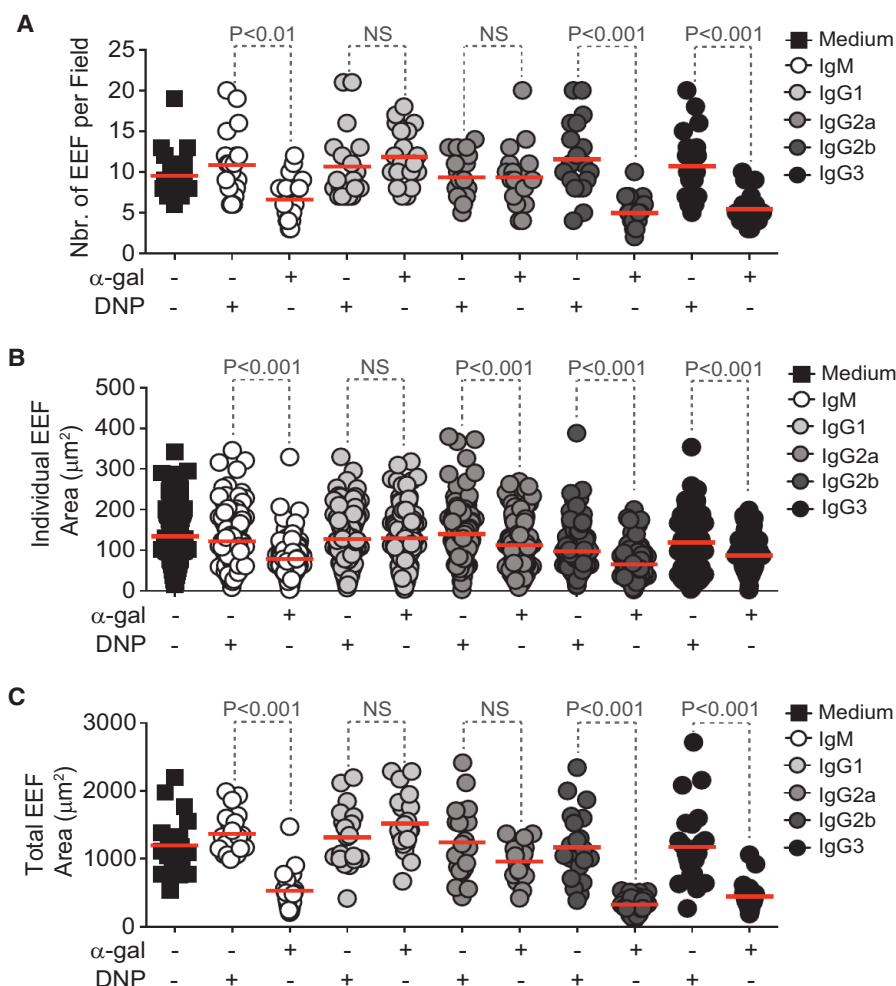 A
P<0.01 NS NS P<0.001 P<0.001
Nbr. of EEF per Field
25
20
15
10
5
0
Medium
IgM
IgG1
IgG2a
IgG2b
IgG3
α-gal - - + - + - + - + - +
DNP - + - + - + - + - + -
B
P<0.001 NS P<0.001 P<0.001 P<0.001
Individual EEF
Area (μm²)
500
400
300
200
100
0
Medium
IgM
IgG1
IgG2a
IgG2b
IgG3
α-gal - - + - + - + - + - +
DNP - + - + - + - + - + -
C
P<0.001 NS NS P<0.001 P<0.001
Total EEF
Area (μm²)
3000
2000
1000
0
Medium
IgM
IgG1
IgG2a
IgG2b
IgG3
α-gal - - + - + - + - + - +
DNP - + - + - + - + - + -